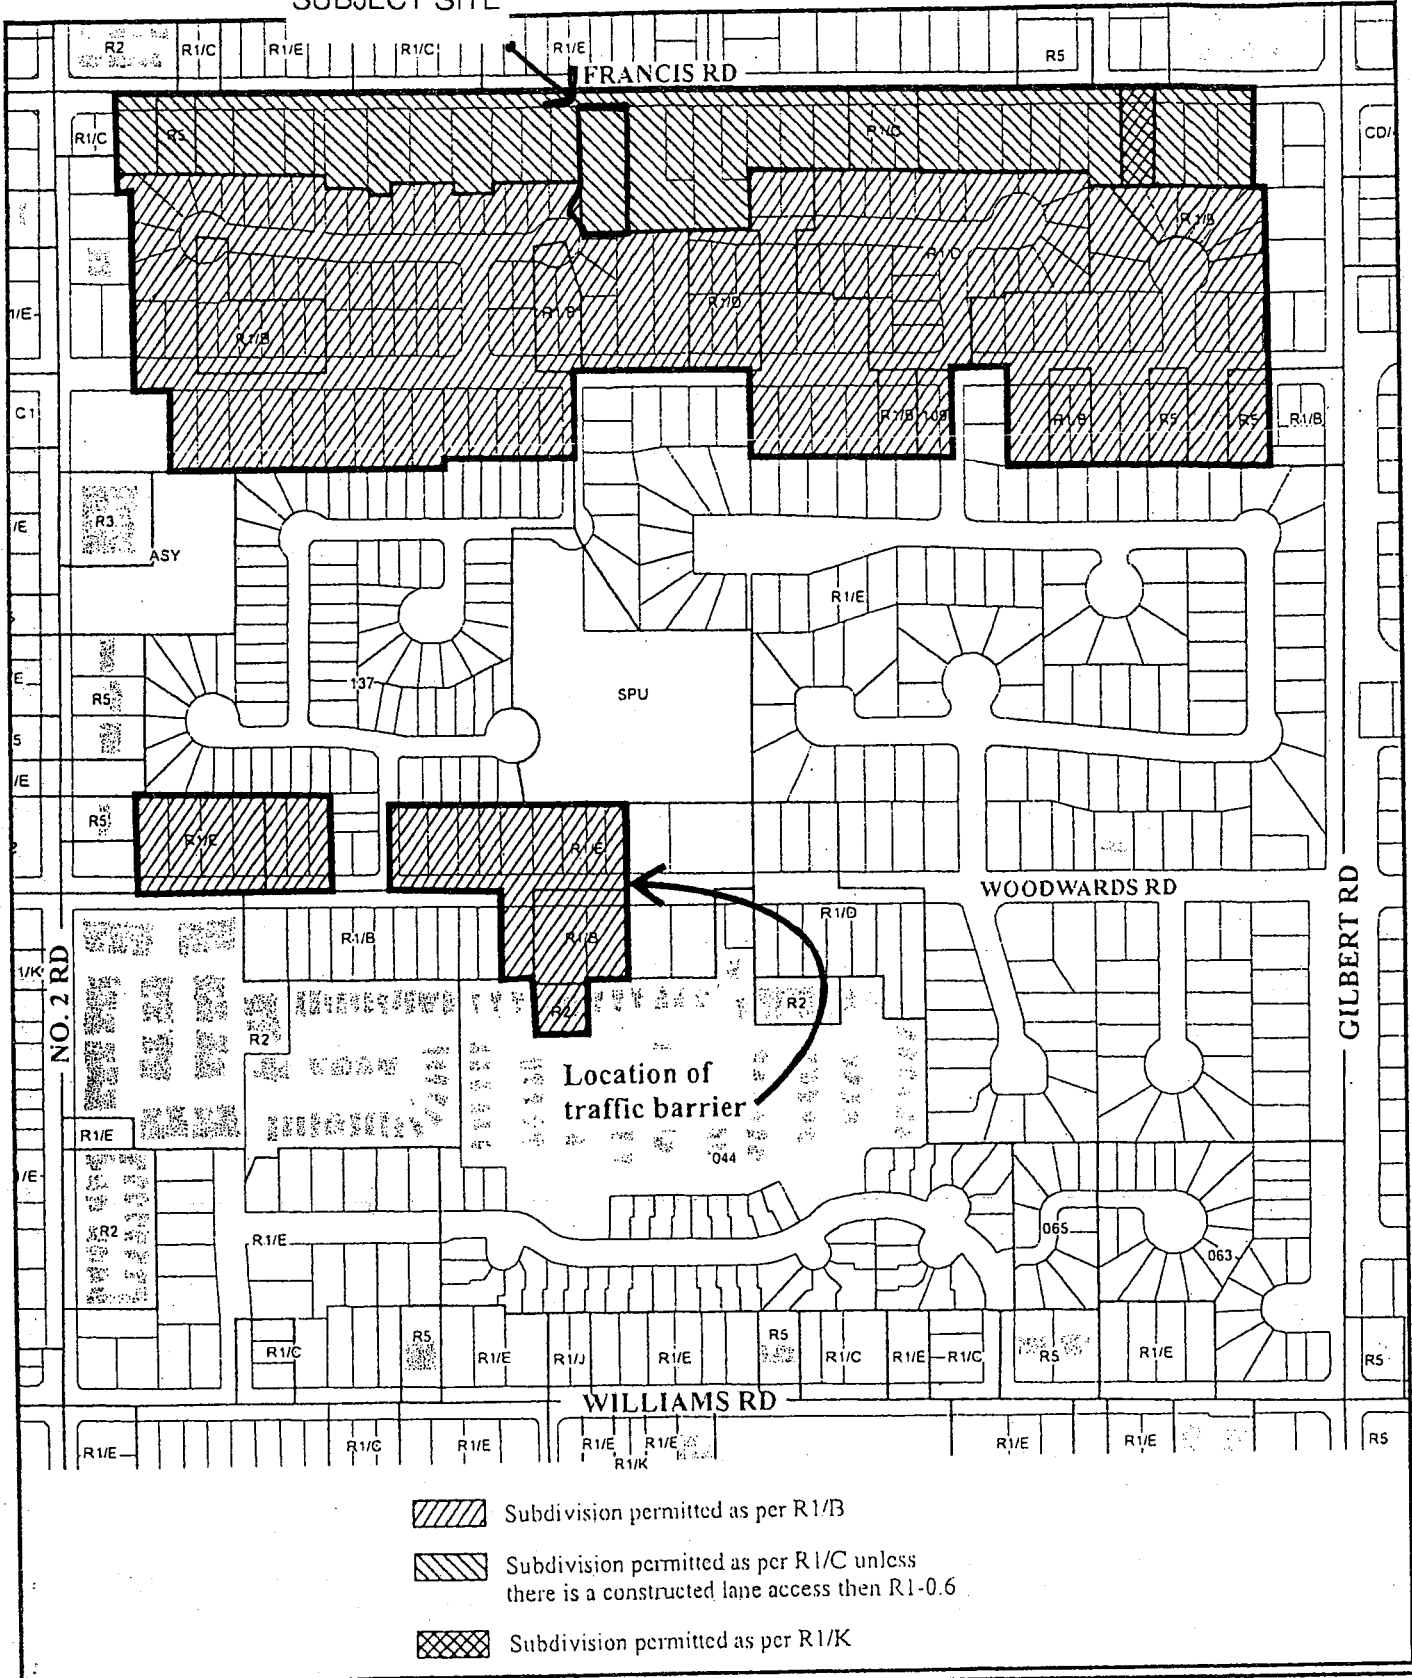 SUBJECT SITE
R2
R1/C
R1/E
R1/C
R1/E
R5
FRANCIS RD
R1/C
R5
R1/C
CD/
R1/B
R1/D
1/E
R1/B
R1/B
R1/D
C1
R1/B
109
R1/B
R5
R5
R1/B
/E
R3
ASY
R1/E
E
R5
137
SPU
5
/E
R5
R1/E
R1/E
2
WOODWARDS RD
R1/D
R1/B
R1/B
NO. 2 RD
GILBERT RD
1/K
R2
R2
R2
Location of
traffic barrier
R1/E
044
/E
R2
R1/E
065
063
R1/C
R5
R1/E
R1/J
R1/E
R5
R1/C
R1/E
R1/C
R5
R1/E
R5
WILLIAMS RD
R1/E
R1/C
R1/E
R1/E
R1/E
R1/K
R1/E
R1/E
R5
Subdivision permitted as per R1/B
Subdivision permitted as per R1/C unless
there is a constructed lane access then R1-0.6
Subdivision permitted as per R1/K